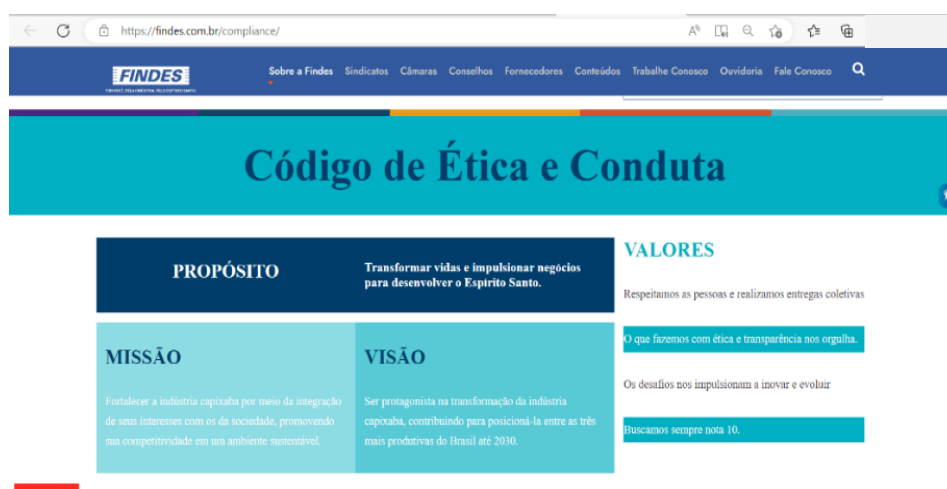 https://findes.com.br/compliance/
FINDES
Sobre a Findes Sindicatos Câmaras Conselhos Fornecedores Conteúdos Trabalhe Conosco Ouvidoria Fale Conosco
Código de Ética e Conduta
PROPÓSITO
Transformar vidas e impulsionar negócios
para desenvolver o Espírito Santo.
MISSÃO
Fortalecer a indústria capixaba por meio da integração
de seus interesses com os da sociedade, promovendo
sua competitividade em um ambiente sustentável.
VISÃO
Ser protagonista na transformação da indústria
capixaba, contribuindo para posicioná-la entre as três
mais produtivas do Brasil até 2030.
VALORES
Respeitamos as pessoas e realizamos entregas coletivas
O que fazemos com ética e transparência nos orgulha.
Os desafios nos impulsionam a inovar e evoluir
Buscamos sempre nota 10.